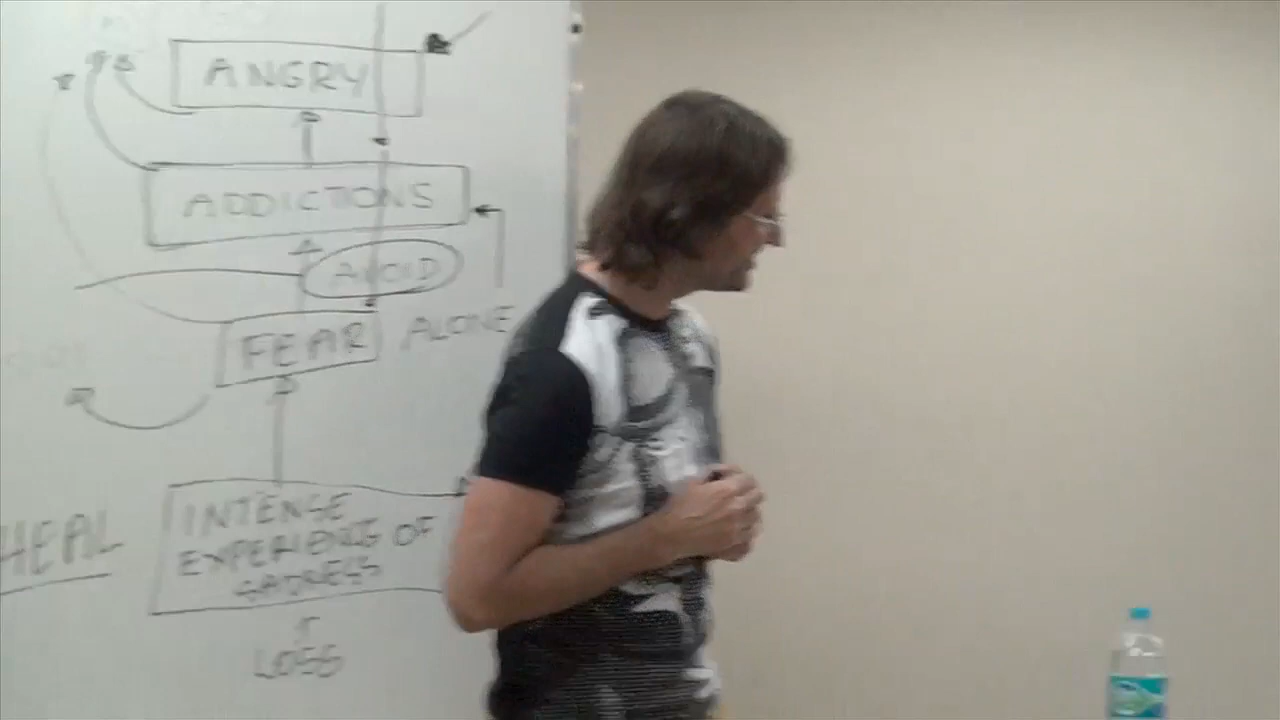 ANGRY
ADDICTIONS
AVOID
FEAR
ALONE
HEAL
INTENSE
EXPERIENCE OF
SADNESS
LOSS